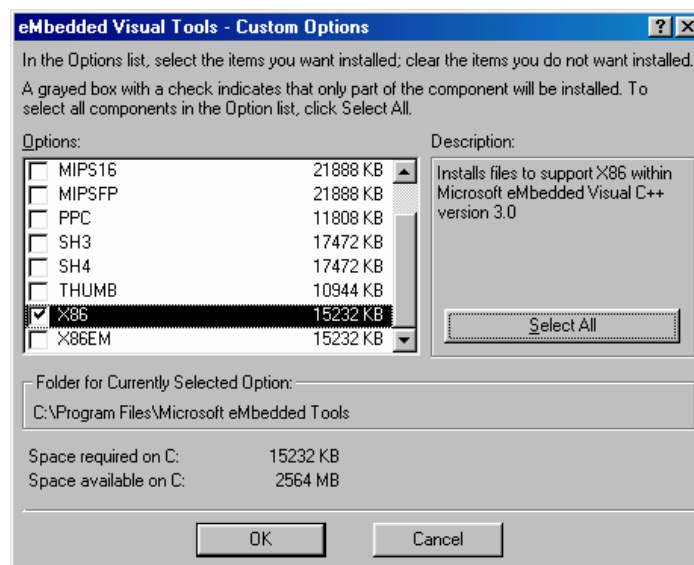 eMbedded Visual Tools - Custom Options
In the Options list, select the items you want installed; clear the items you do not want installed.
A grayed box with a check indicates that only part of the component will be installed. To
select all components in the Option list, click Select All.
Options:
Description:
MIPS16 21888 KB
MIPSFP 21888 KB
PPC 11808 KB
SH3 17472 KB
SH4 17472 KB
THUMB 10944 KB
X86 15232 KB
X86EM 15232 KB
Installs files to support X86 within
Microsoft eMbedded Visual C++
version 3.0
Select All
Folder for Currently Selected Option:
C:\Program Files\Microsoft eMbedded Tools
Space required on C: 15232 KB
Space available on C: 2564 MB
OK Cancel